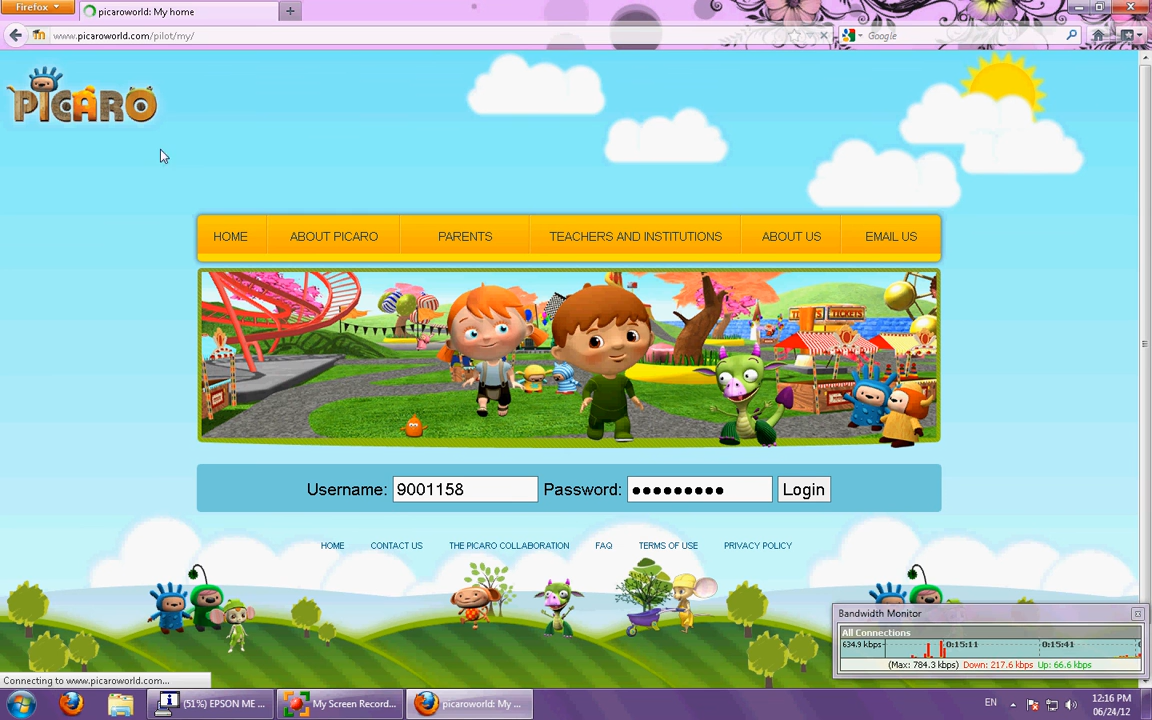 Firefox
picaroworld: My home
www.picaroworld.com/pilot/my/
Google
PICARO
HOME
ABOUT PICARO
PARENTS
TEACHERS AND INSTITUTIONS
ABOUT US
EMAIL US
TICKETS
Username: 9001158 Password: ●●●●●●●●● Login
HOME
CONTACT US
THE PICARO COLLABORATION
FAQ
TERMS OF USE
PRIVACY POLICY
Bandwidth Monitor
All Connections
634.9 kbps
0:15:11
0:15:41
(Max: 784.3 kbps) Down: 217.6 kbps Up: 66.6 kbps
Connecting to www.picaroworld.com...
(51%) EPSON ME ...
My Screen Record...
picaroworld: My ...
EN
12:16 PM
06/24/12